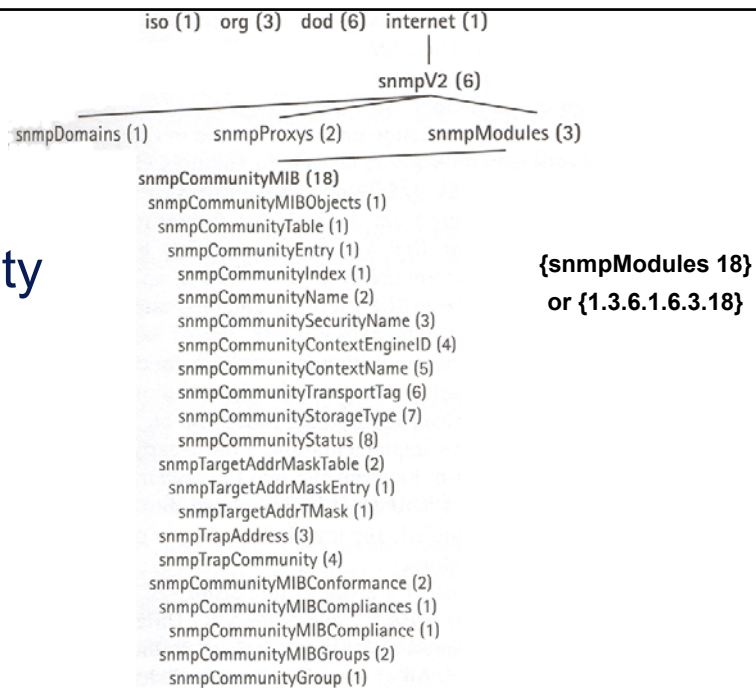 iso (1) org (3) dod (6) internet (1)
snmpV2 (6)
snmpDomains (1) snmpProxys (2) snmpModules (3)
snmpCommunityMIB (18)
snmpCommunityMIBObjects (1)
snmpCommunityTable (1)
snmpCommunityEntry (1)
snmpCommunityIndex (1)
snmpCommunityName (2)
snmpCommunitySecurityName (3)
snmpCommunityContextEngineID (4)
snmpCommunityContextName (5)
snmpCommunityTransportTag (6)
snmpCommunityStorageType (7)
snmpCommunityStatus (8)
snmpTargetAddrMaskTable (2)
snmpTargetAddrMaskEntry (1)
snmpTargetAddrTMask (1)
snmpTrapAddress (3)
snmpTrapCommunity (4)
snmpCommunityMIBConformance (2)
snmpCommunityMIBCompliances (1)
snmpCommunityMIBCompliance (1)
snmpCommunityMIBGroups (2)
snmpCommunityGroup (1)
ty
{snmpModules 18}
or {1.3.6.1.6.3.18}